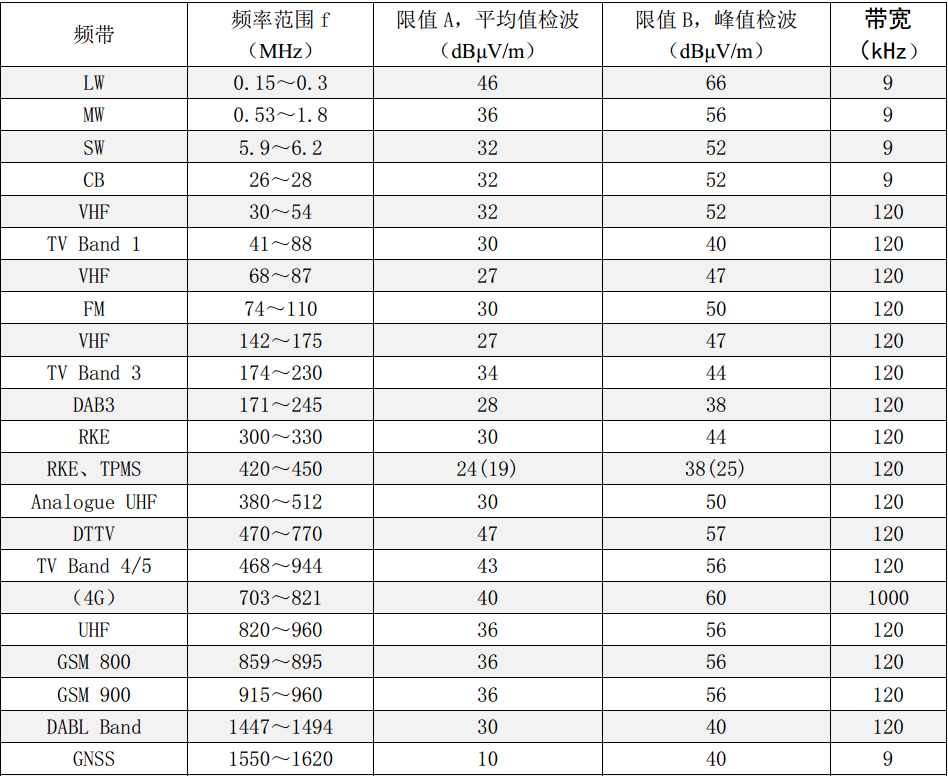 频带 频率范围 f（MHz） 限值 A，平均值检波（dBμV/m） 限值 B，峰值检波（dBμV/m） 带宽（kHz）
LW 0.15～0.3 46 66 9
MW 0.53～1.8 36 56 9
SW 5.9～6.2 32 52 9
CB 26～28 32 52 9
VHF 30～54 32 52 120
TV Band 1 41～88 30 40 120
VHF 68～87 27 47 120
FM 74～110 30 50 120
VHF 142～175 27 47 120
TV Band 3 174～230 34 44 120
DAB3 171～245 28 38 120
RKE 300～330 30 44 120
RKE、TPMS 420～450 24(19) 38(25) 120
Analogue UHF 380～512 30 50 120
DTTV 470～770 47 57 120
TV Band 4/5 468～944 43 56 120
（4G） 703～821 40 60 1000
UHF 820～960 36 56 120
GSM 800 859～895 36 56 120
GSM 900 915～960 36 56 120
DABL Band 1447～1494 30 40 120
GNSS 1550～1620 10 40 9